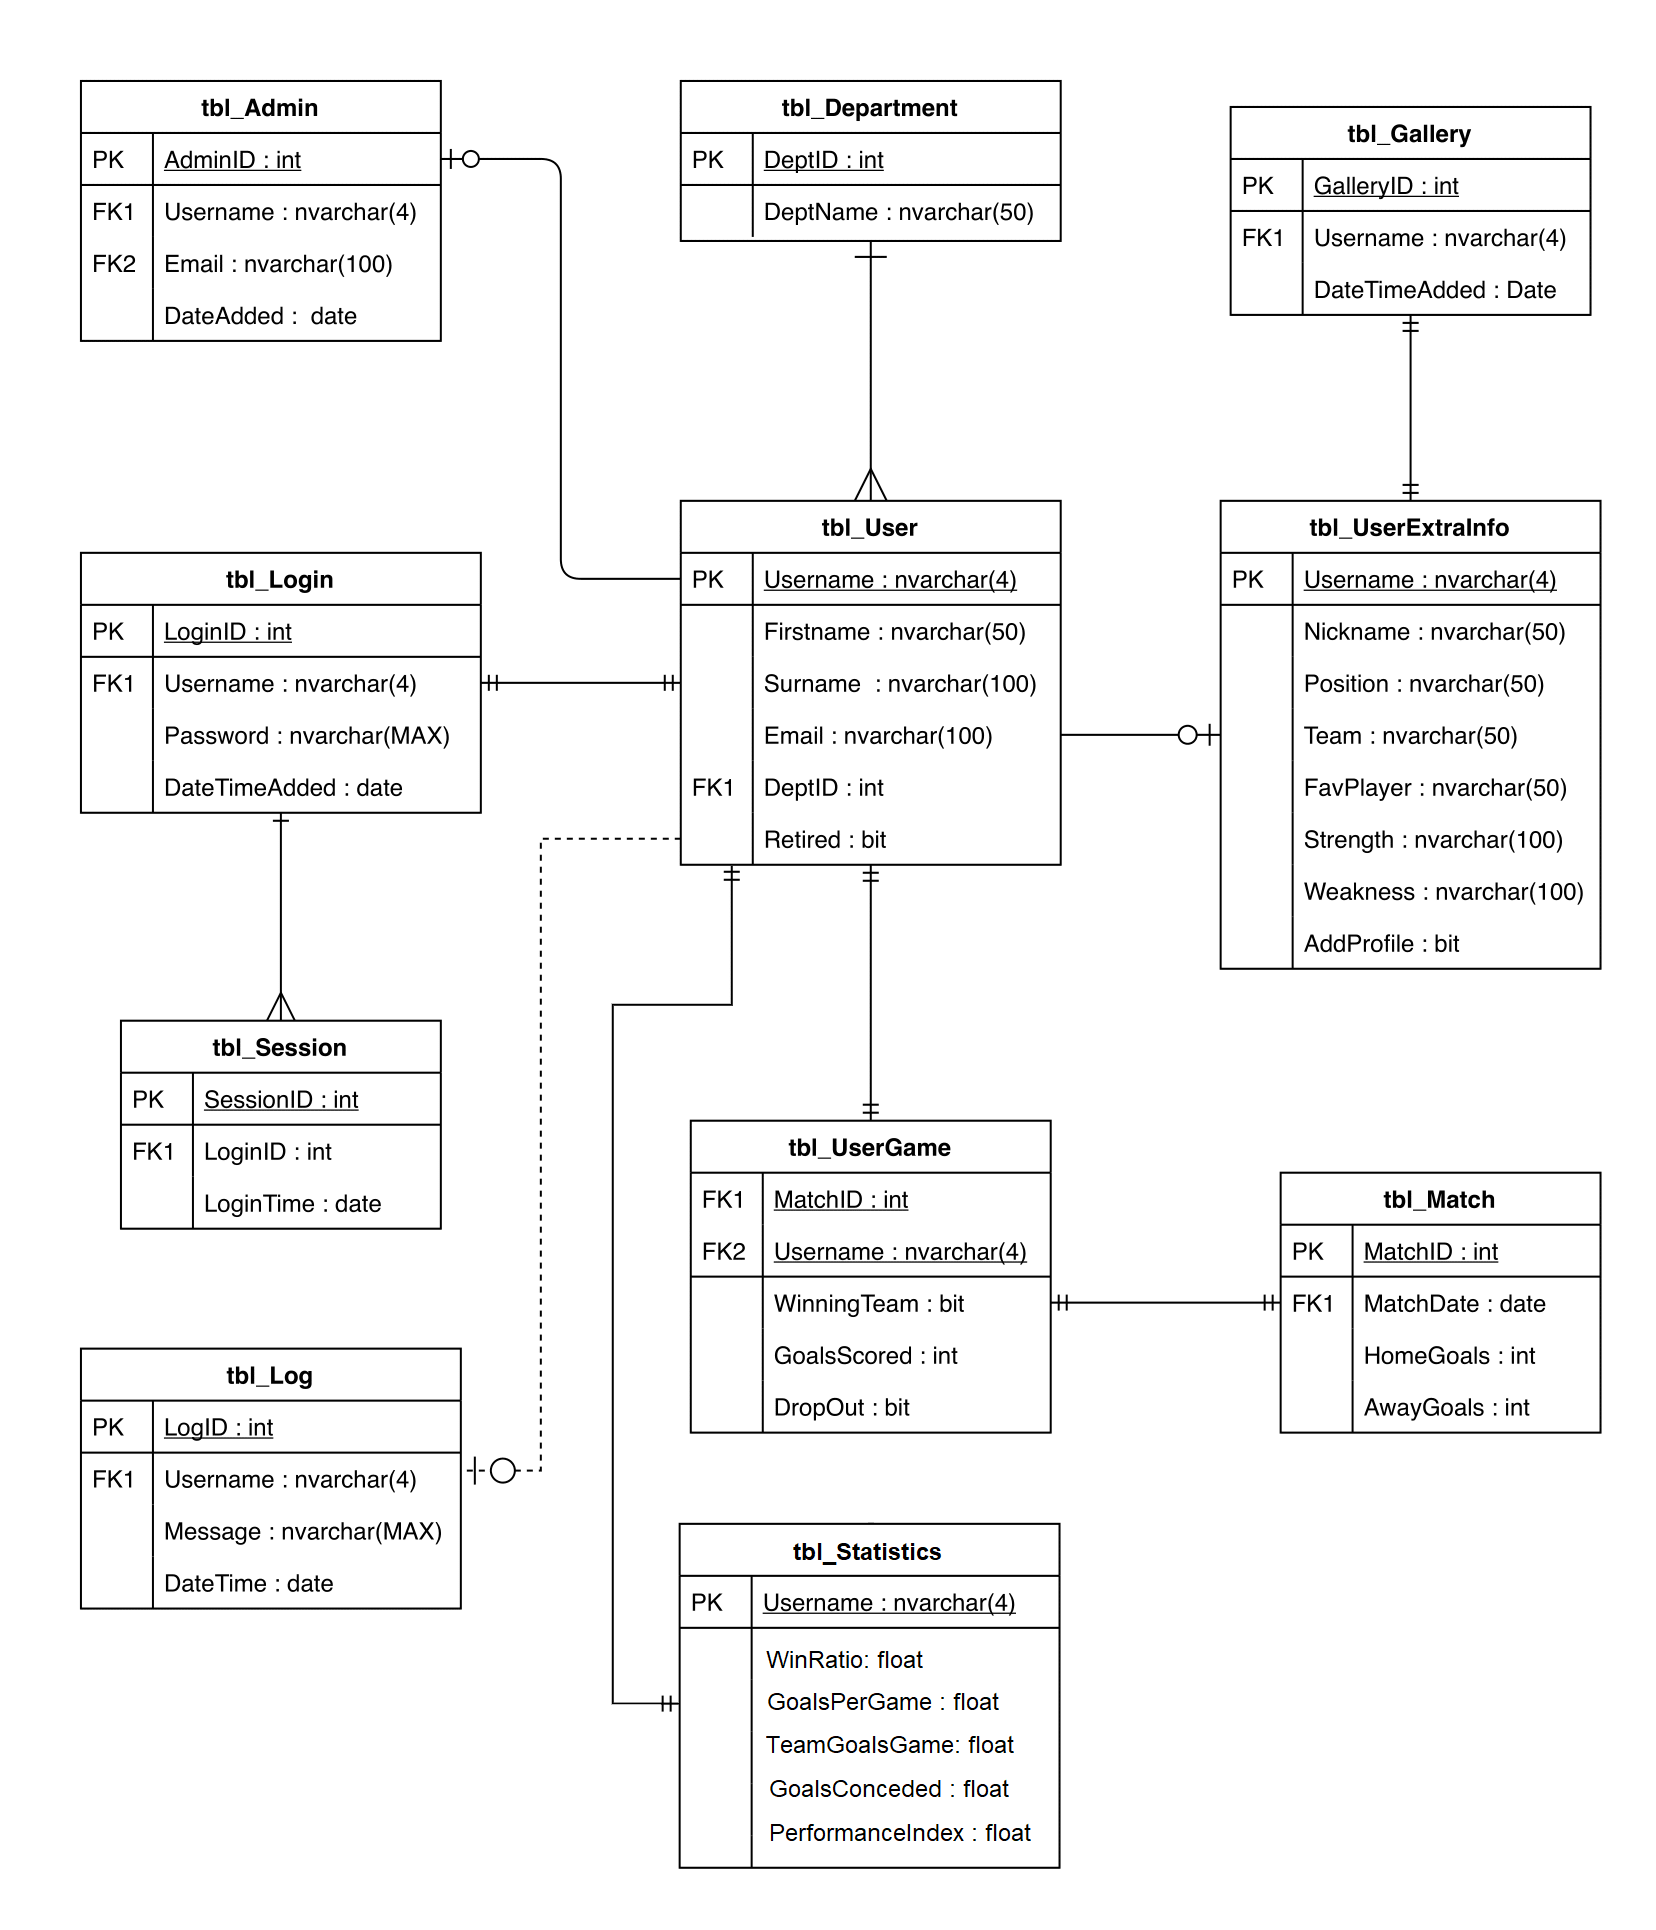 tbl_Admin
PK AdminID : int
FK1 Username : nvarchar(4)
FK2 Email : nvarchar(100)
DateAdded : date
tbl_Department
PK DeptID : int
DeptName : nvarchar(50)
tbl_Gallery
PK GalleryID : int
FK1 Username : nvarchar(4)
DateTimeAdded : Date
tbl_Login
PK LoginID : int
FK1 Username : nvarchar(4)
Password : nvarchar(MAX)
DateTimeAdded : date
tbl_User
PK Username : nvarchar(4)
Firstname : nvarchar(50)
Surname : nvarchar(100)
Email : nvarchar(100)
FK1 DeptID : int
Retired : bit
tbl_UserExtraInfo
PK Username : nvarchar(4)
Nickname : nvarchar(50)
Position : nvarchar(50)
Team : nvarchar(50)
FavPlayer : nvarchar(50)
Strength : nvarchar(100)
Weakness : nvarchar(100)
AddProfile : bit
tbl_Session
PK SessionID : int
FK1 LoginID : int
LoginTime : date
tbl_UserGame
FK1 MatchID : int
FK2 Username : nvarchar(4)
WinningTeam : bit
GoalsScored : int
DropOut : bit
tbl_Match
PK MatchID : int
FK1 MatchDate : date
HomeGoals : int
AwayGoals : int
tbl_Log
PK LogID : int
FK1 Username : nvarchar(4)
Message : nvarchar(MAX)
DateTime : date
tbl_Statistics
PK Username : nvarchar(4)
WinRatio: float
GoalsPerGame : float
TeamGoalsGame: float
GoalsConceded : float
PerformanceIndex : float